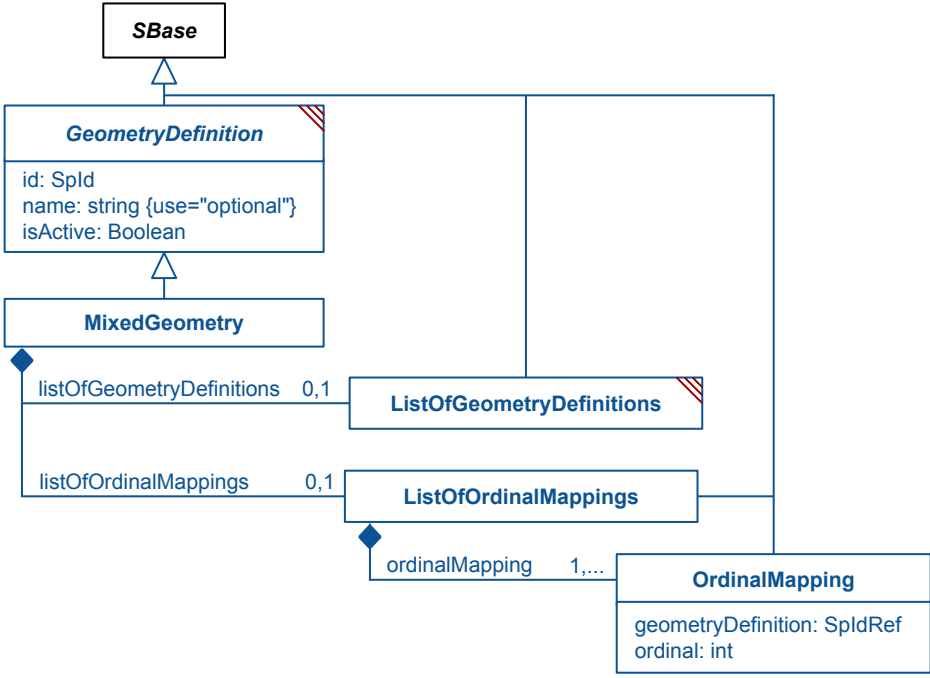 SBase
GeometryDefinition
id: SpId
name: string {use="optional"}
isActive: Boolean
MixedGeometry
listOfGeometryDefinitions 0,1
ListOfGeometryDefinitions
listOfOrdinalMappings 0,1
ListOfOrdinalMappings
ordinalMapping 1,...
OrdinalMapping
geometryDefinition: SpIdRef
ordinal: int